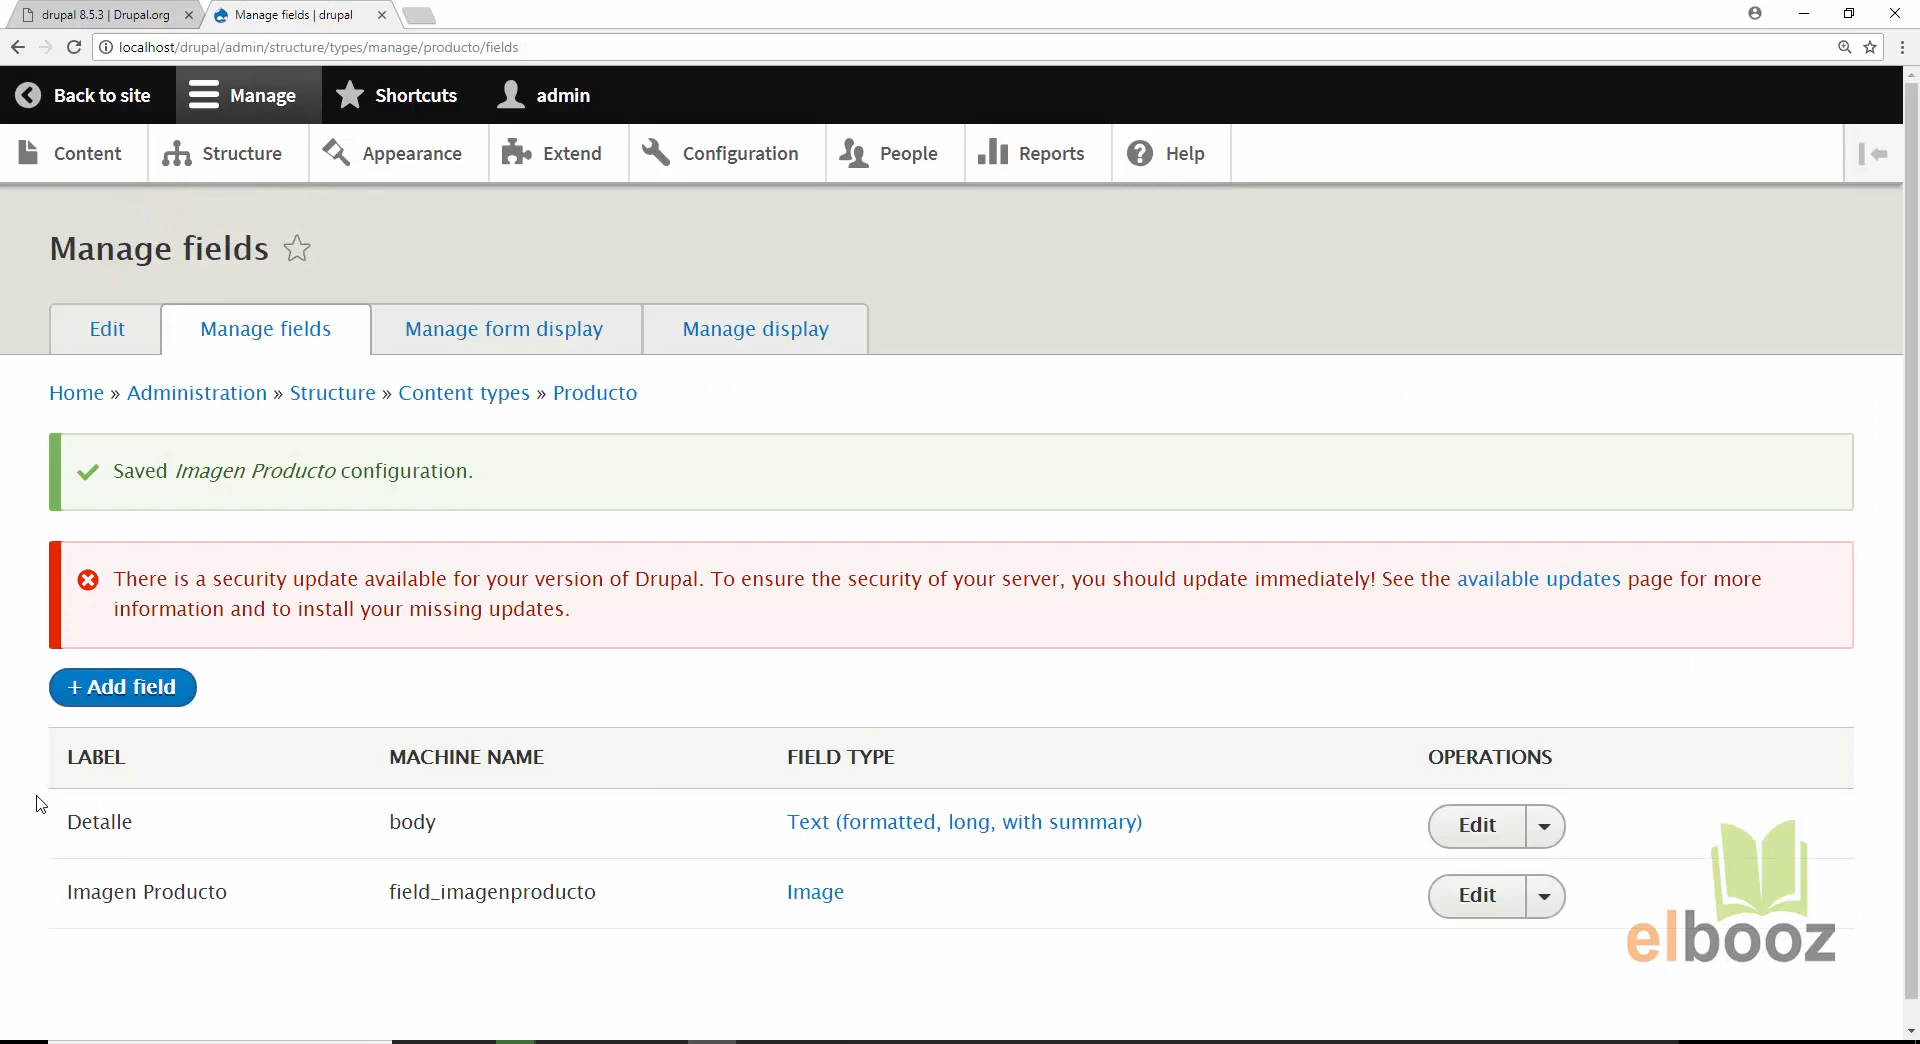 drupal 8.5.3 | Drupal.org
Manage fields | drupal
localhost/drupal/admin/structure/types/manage/producto/fields
Back to site
Manage
Shortcuts
admin
Content
Structure
Appearance
Extend
Configuration
People
Reports
Help
Manage fields
Edit
Manage fields
Manage form display
Manage display
Home » Administration » Structure » Content types » Producto
Saved Imagen Producto configuration.
There is a security update available for your version of Drupal. To ensure the security of your server, you should update immediately! See the available updates page for more
information and to install your missing updates.
+ Add field
LABEL MACHINE NAME FIELD TYPE OPERATIONS
Detalle body Text (formatted, long, with summary) Edit
Imagen Producto field_imagenproducto Image Edit
elbooz